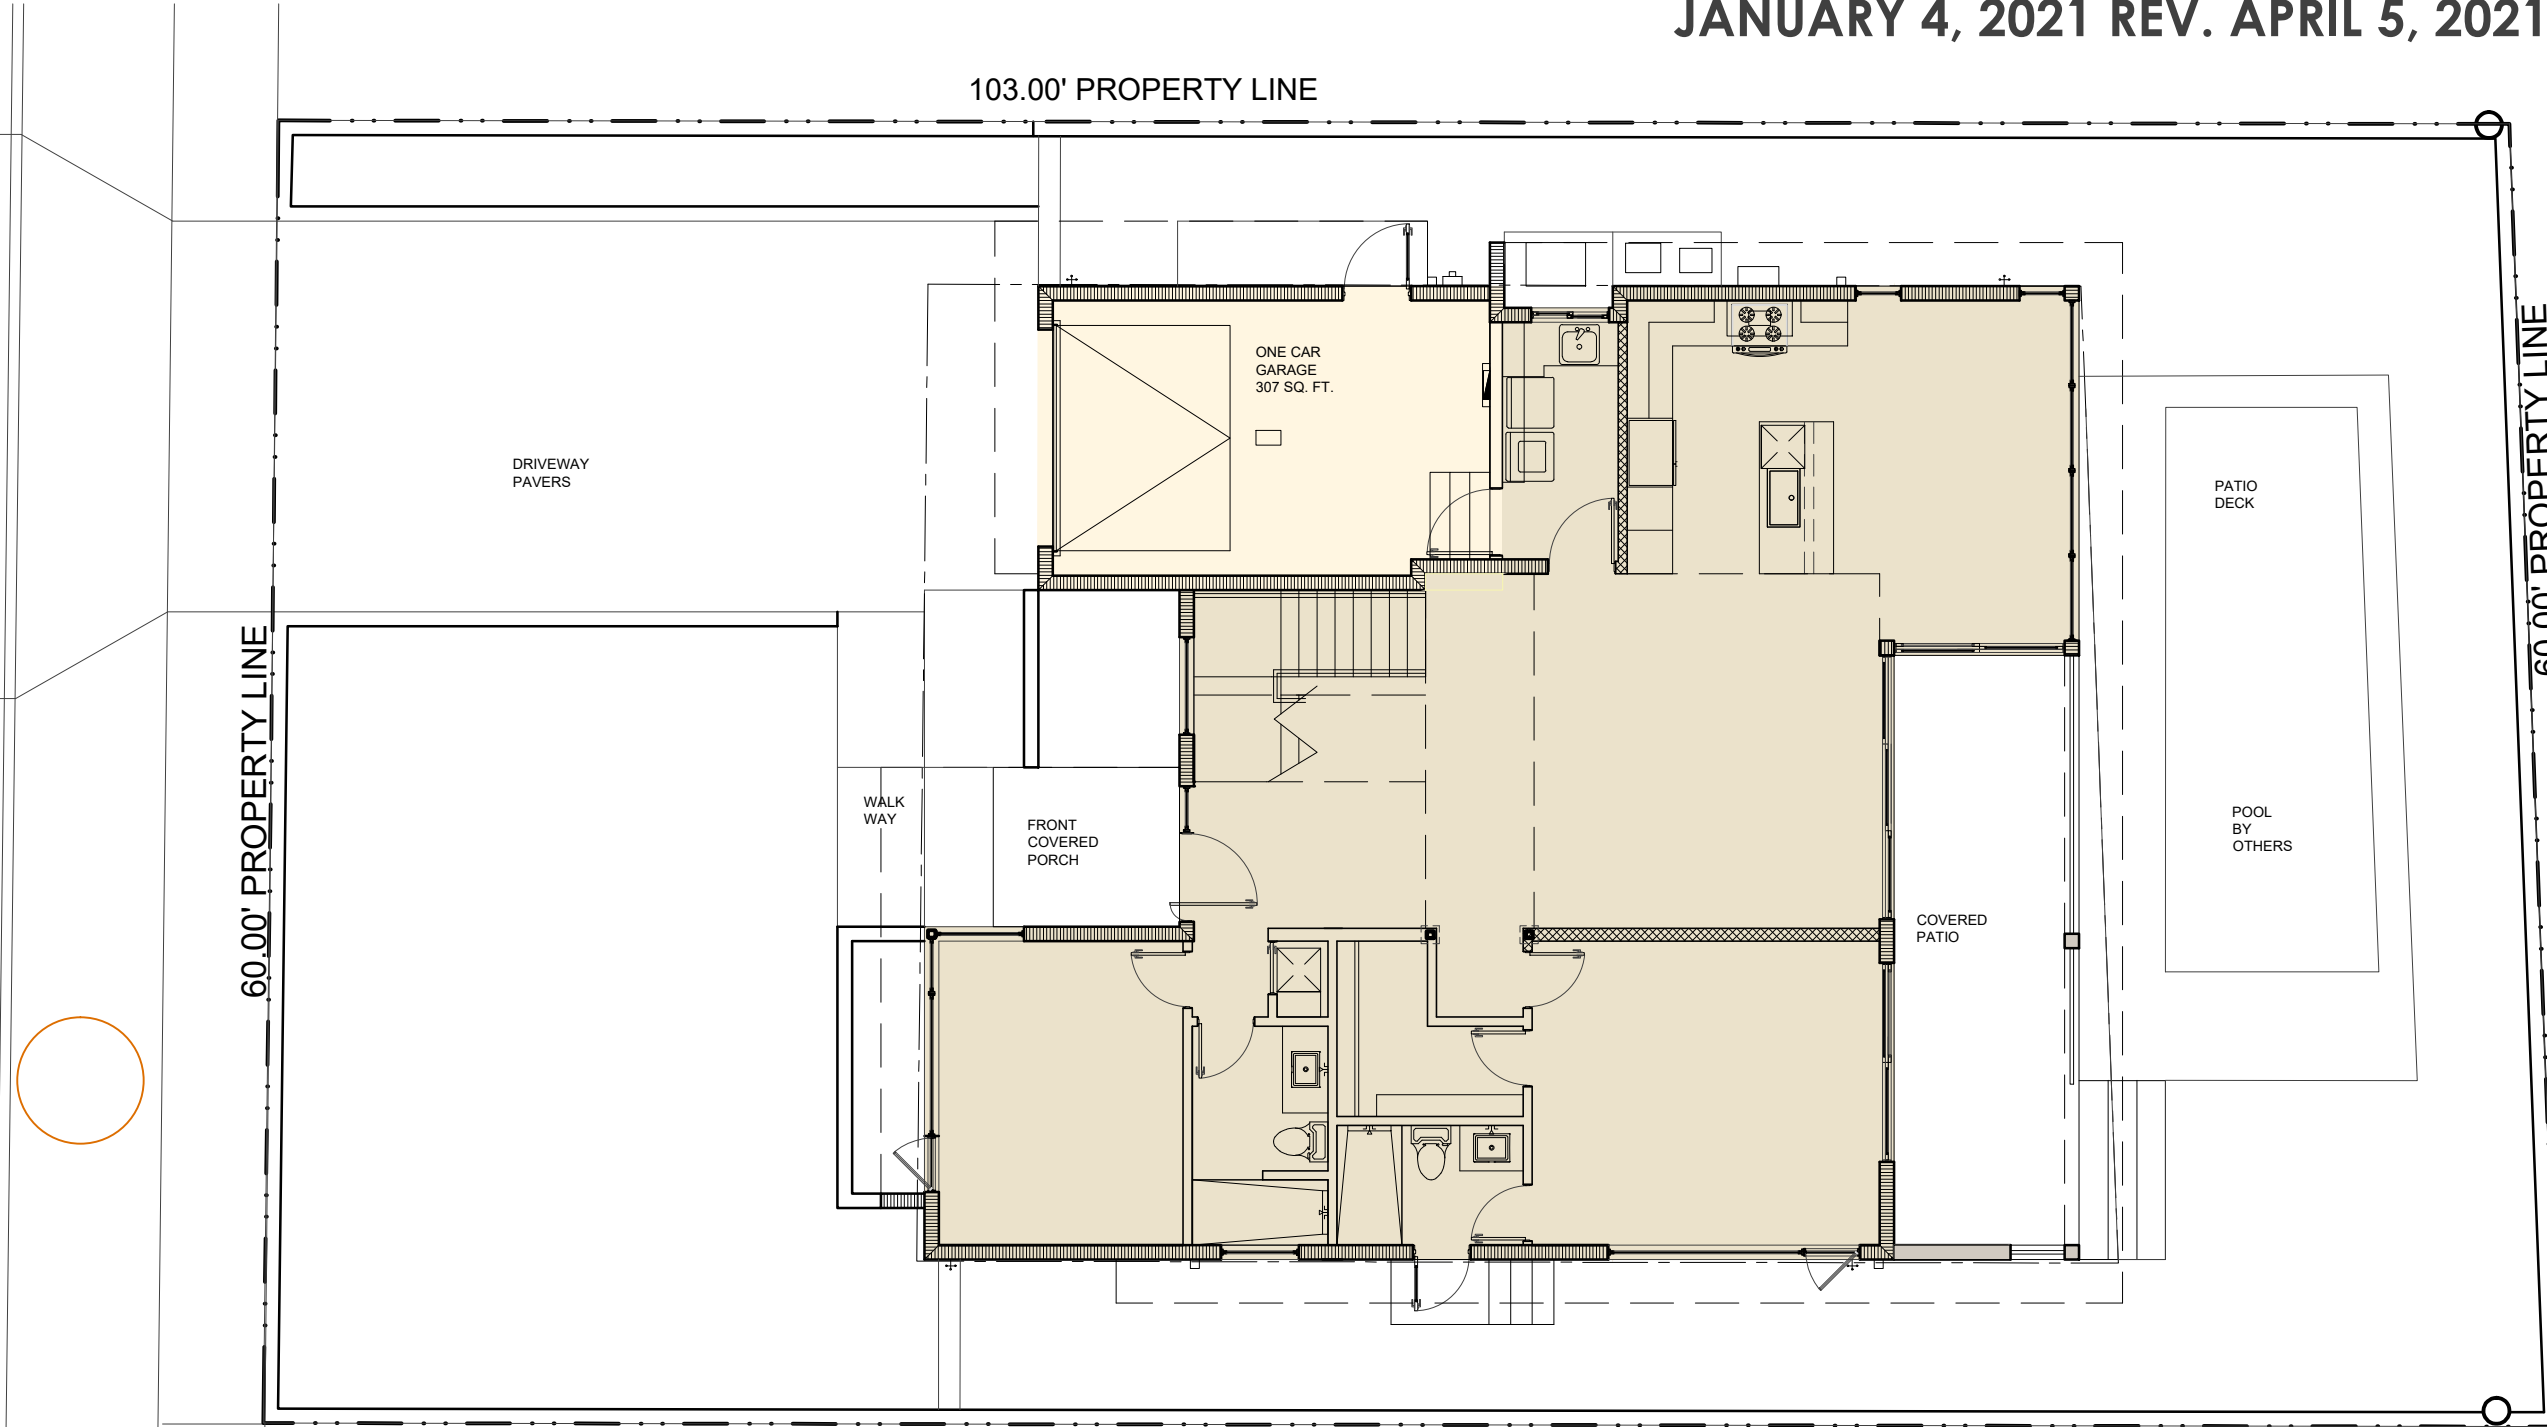 JANUARY 4, 2021 REV. APRIL 5, 2021
103.00' PROPERTY LINE
ONE CAR
GARAGE
307 SQ. FT.
DRIVEWAY
PAVERS
PATIO
DECK
60.00' PROPERTY LINE
60.00' PROPERTY LINE
WALK
WAY
FRONT
COVERED
PORCH
POOL
BY
OTHERS
COVERED
PATIO